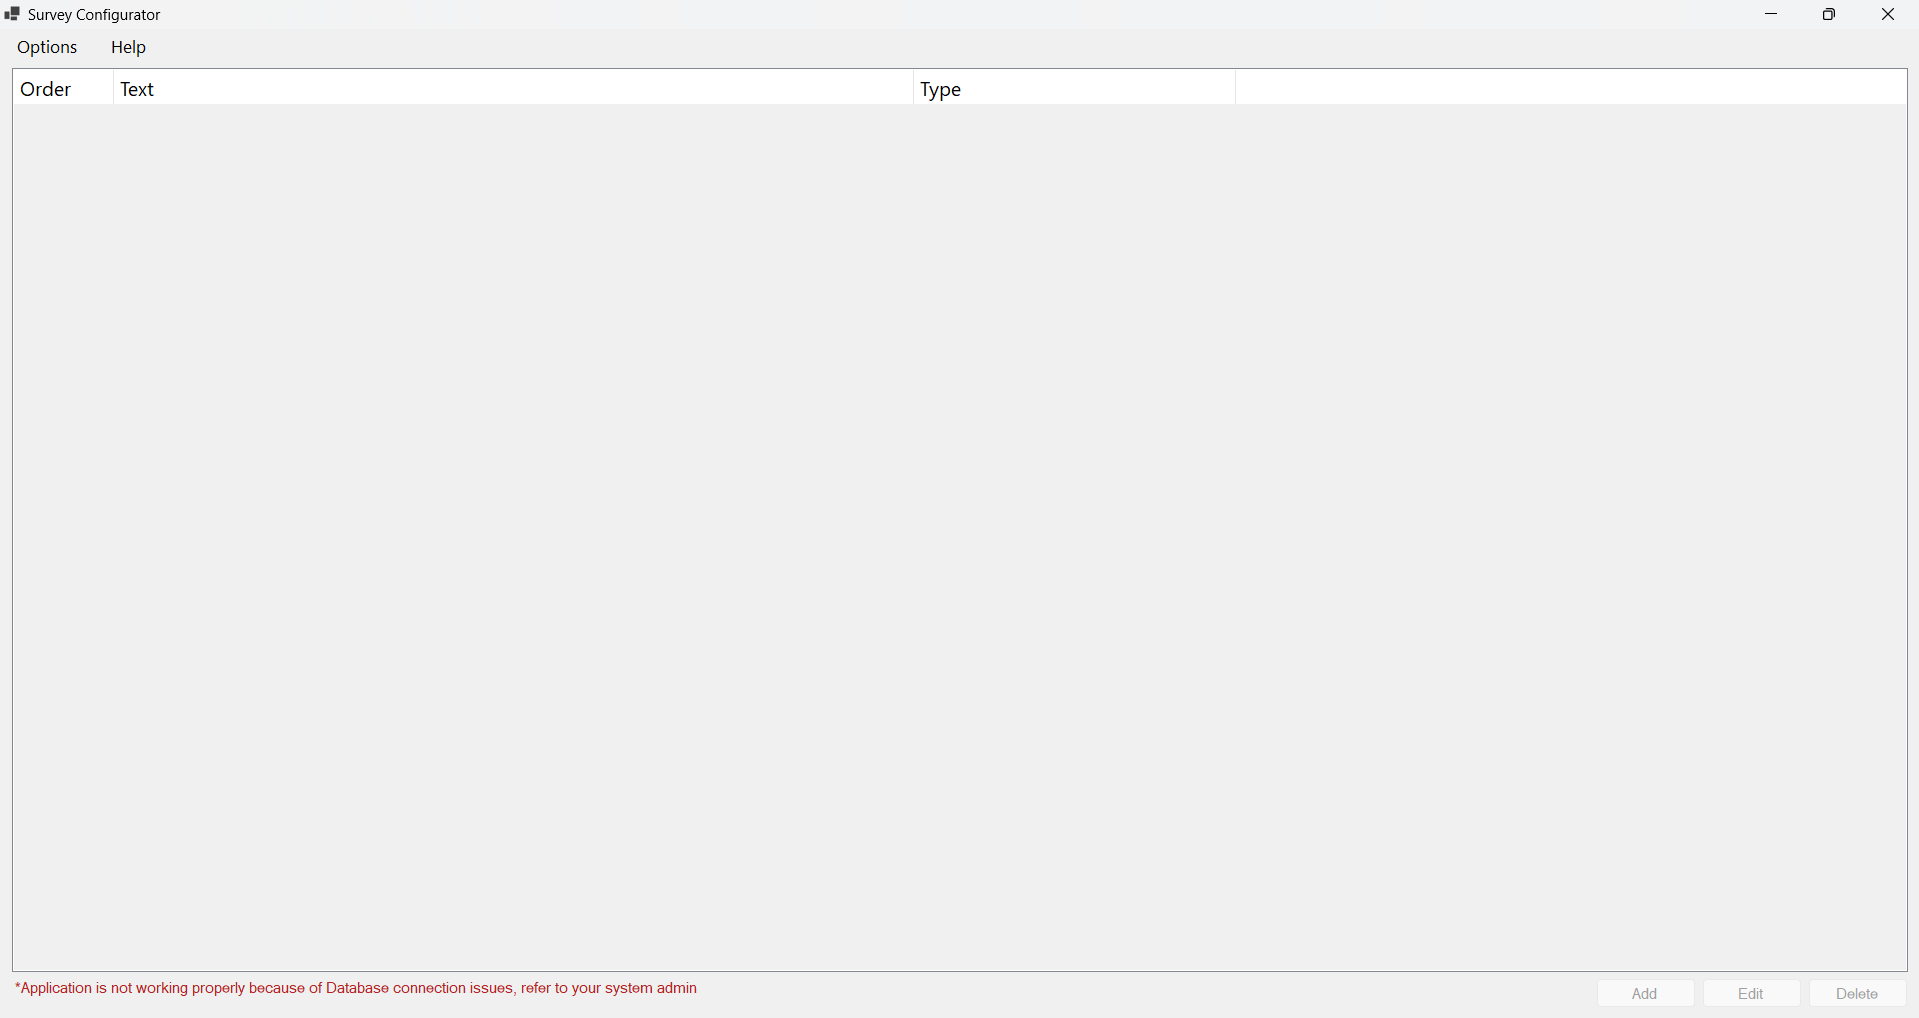 Survey Configurator
Options Help
Order Text Type
*Application is not working properly because of Database connection issues, refer to your system admin
Add Edit Delete